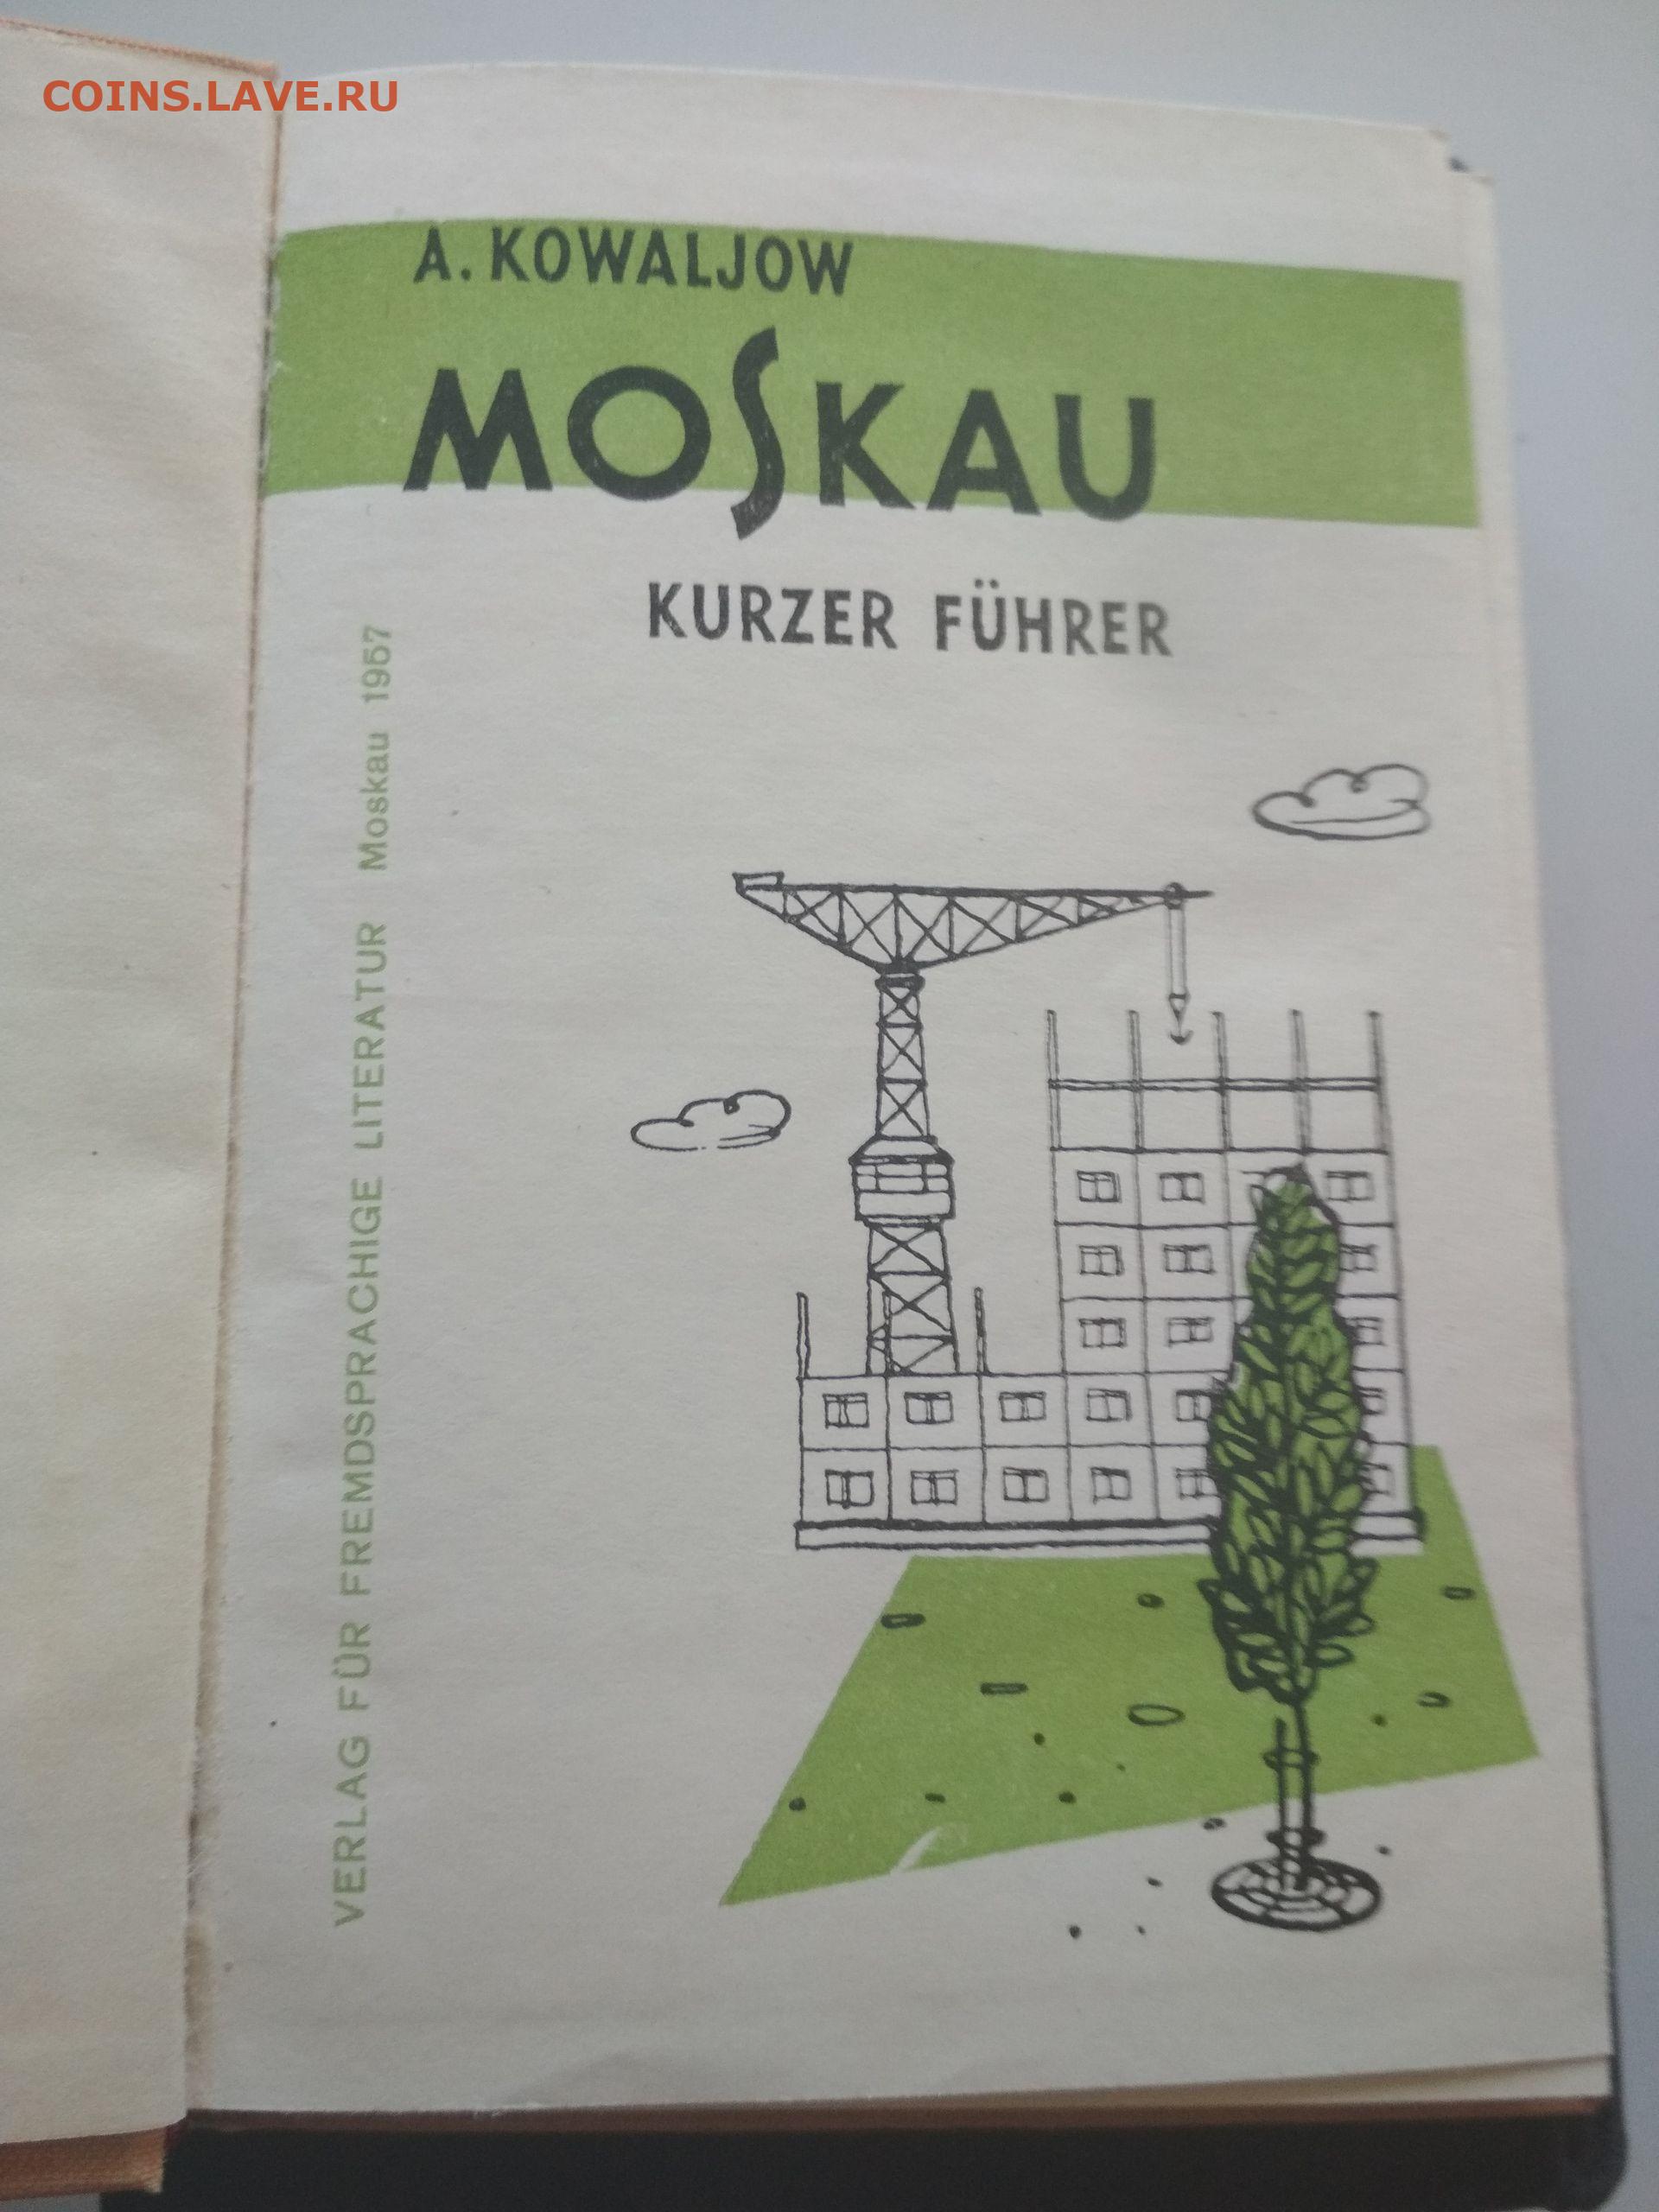 COINS.LAVE.RU
A. KOWALJOW
MOSKAU
KURZER FÜHRER
VERLAG FÜR FREMDSPRACHIGE LITERATUR Moskau 1957